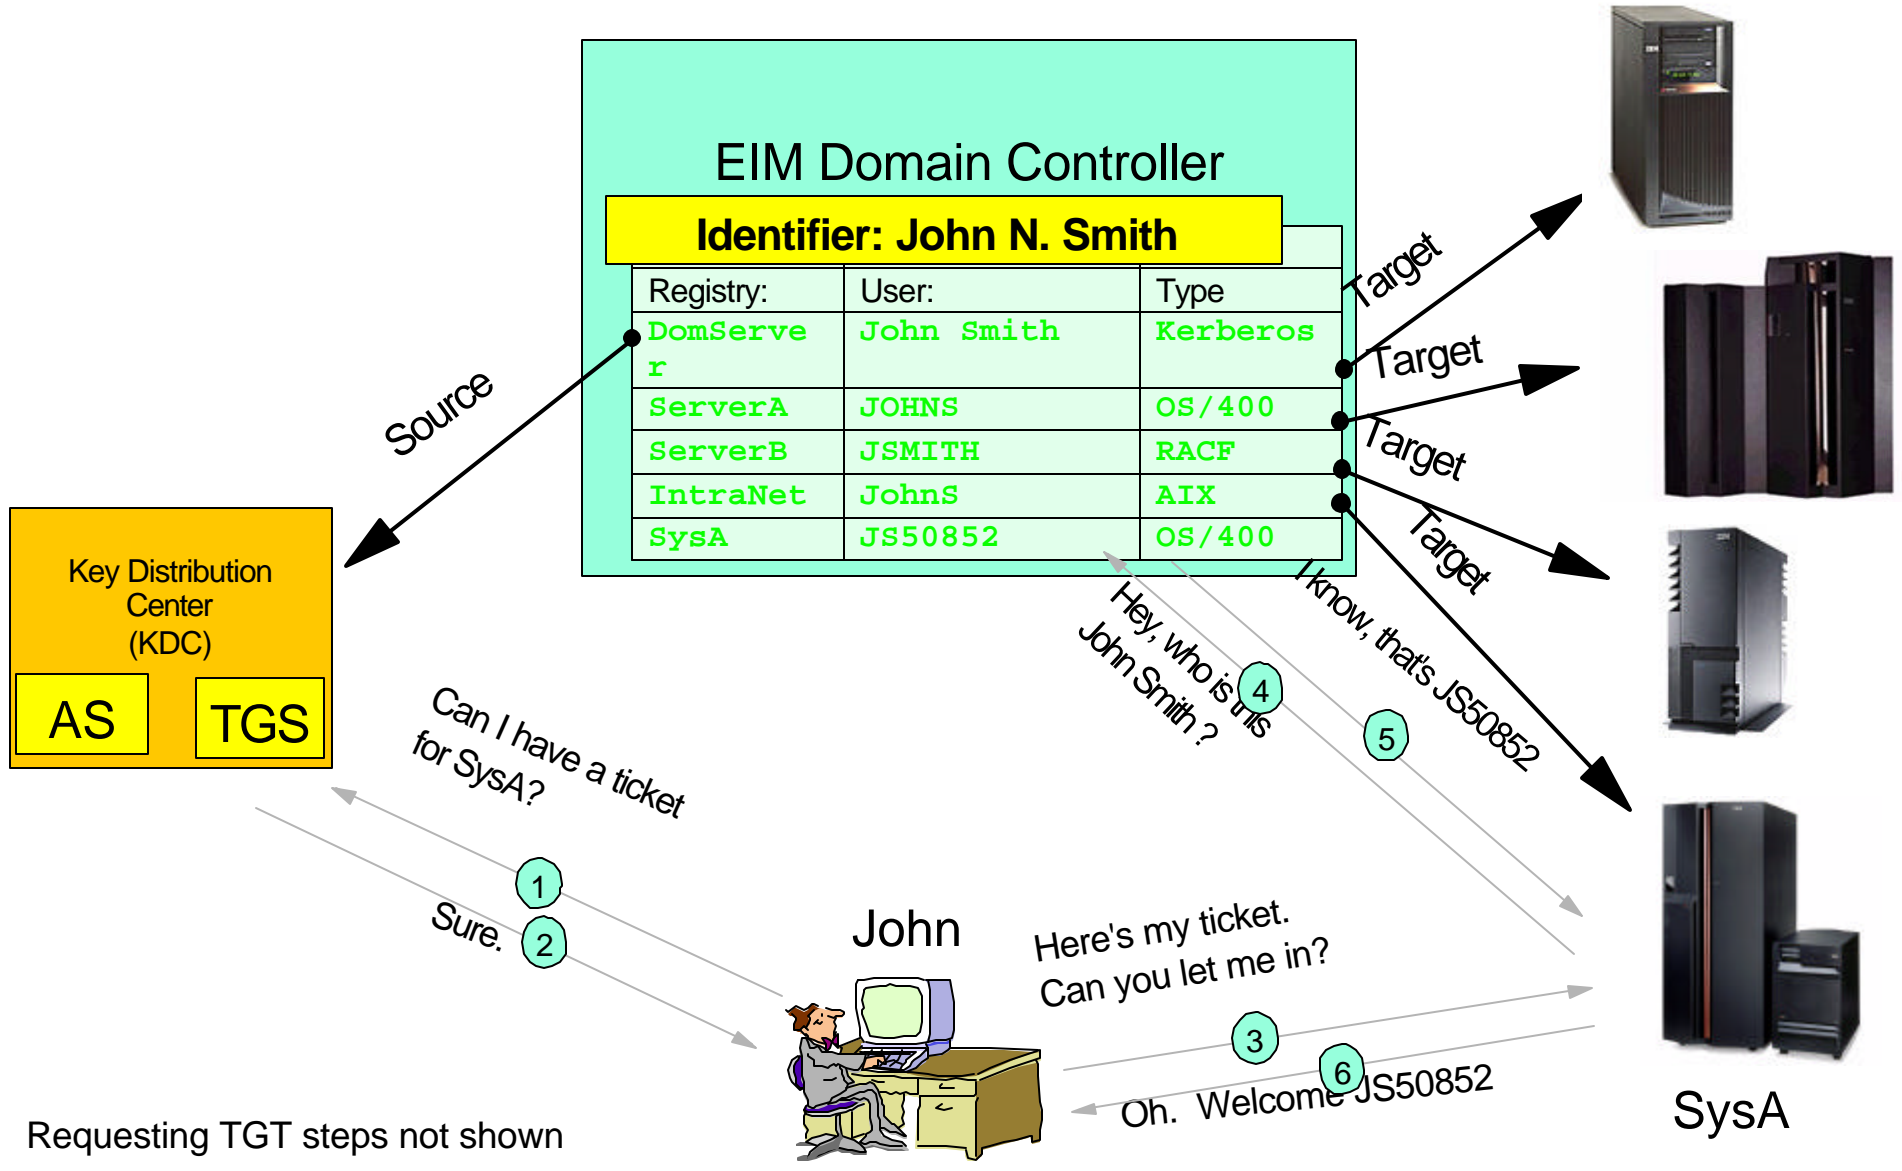 EIM Domain Controller
Identifier: John N. Smith
Registry: User: Type
DomServe John Smith Kerberos
r
ServerA JOHNS OS/400
ServerB JSMITH RACF
IntraNet JohnS AIX
SysA JS50852 OS/400
Source
Target
Target
Target
Target
Key Distribution
Center
(KDC)
AS
TGS
Can I have a ticket
for SysA?
1
Sure.
2
Hey, who is this
John Smith ?
4
I know, that's JS50852
5
John
Here's my ticket.
Can you let me in?
3
6
Oh. Welcome JS50852
SysA
Requesting TGT steps not shown